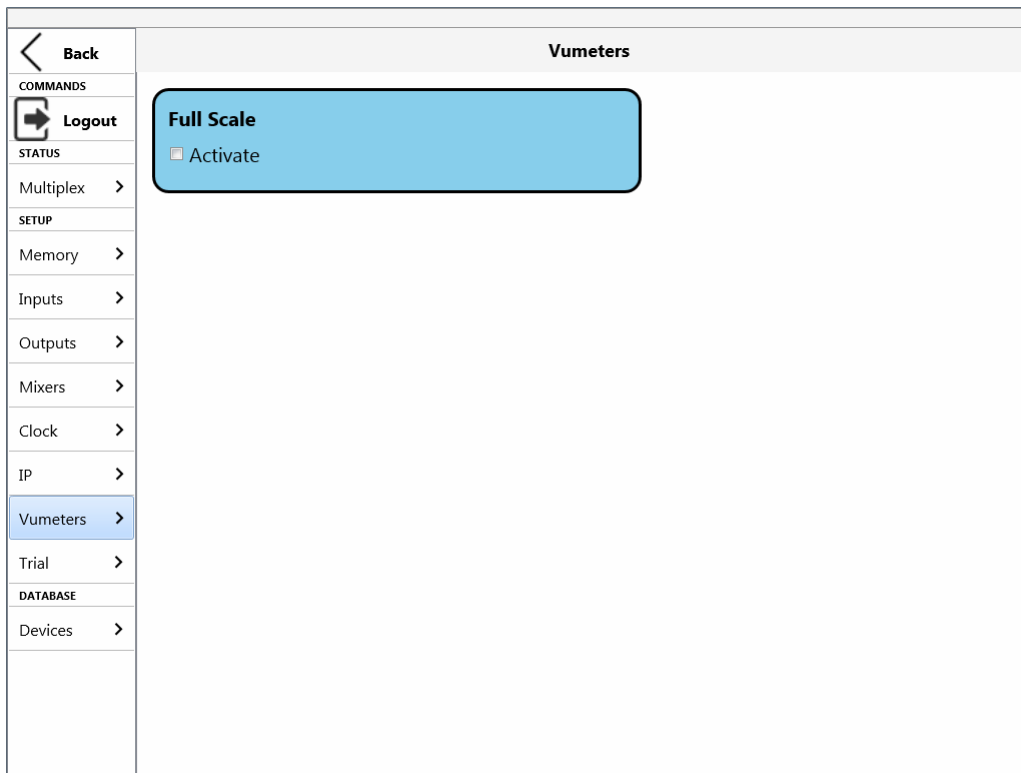 Back
Vumeters
COMMANDS
Logout
STATUS
Multiplex
SETUP
Memory
Inputs
Outputs
Mixers
Clock
IP
Vumeters
Trial
DATABASE
Devices
Full Scale
Activate